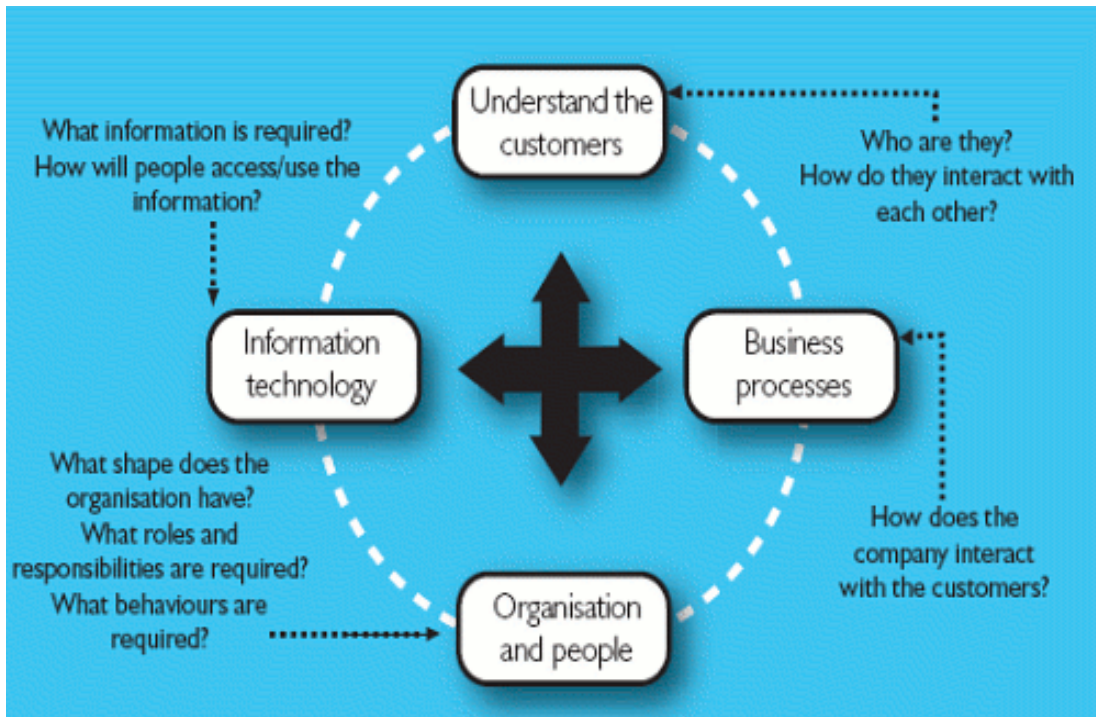 Understand the
customers
What information is required?
How will people access/use the
information?
Who are they?
How do they interact with
each other?
Information
technology
Business
processes
What shape does the
organisation have?
What roles and
responsibilities are required?
What behaviours are
required?
How does the
company interact
with the customers?
Organisation
and people